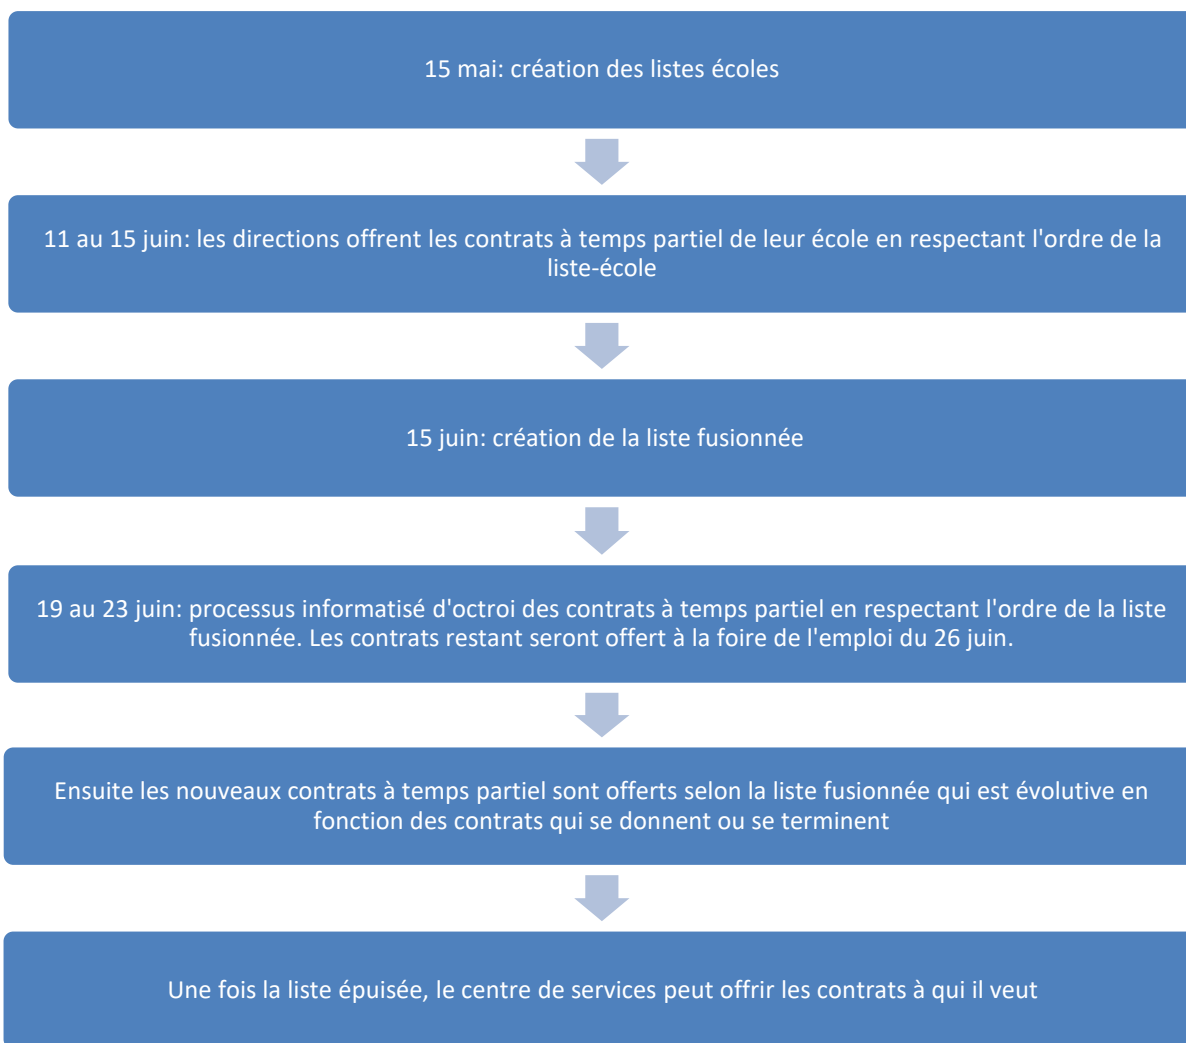 15 mai: création des listes écoles
11 au 15 juin: les directions offrent les contrats à temps partiel de leur école en respectant l'ordre de la
liste-école
15 juin: création de la liste fusionnée
19 au 23 juin: processus informatisé d'octroi des contrats à temps partiel en respectant l'ordre de la liste
fusionnée. Les contrats restant seront offert à la foire de l'emploi du 26 juin.
Ensuite les nouveaux contrats à temps partiel sont offerts selon la liste fusionnée qui est évolutive en
fonction des contrats qui se donnent ou se terminent
Une fois la liste épuisée, le centre de services peut offrir les contrats à qui il veut